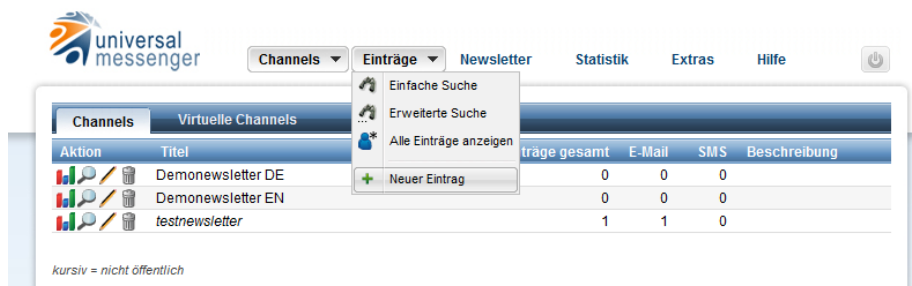 universal
messenger
Channels Einträge Newsletter Statistik Extras Hilfe
Einfache Suche
Erweiterte Suche
Alle Einträge anzeigen
Neuer Eintrag
Channels Virtuelle Channels
Aktion Titel träge gesamt E-Mail SMS Beschreibung
Demonewsletter DE 0 0 0
Demonewsletter EN 0 0 0
testnewsletter 1 1 0
kursiv = nicht öffentlich